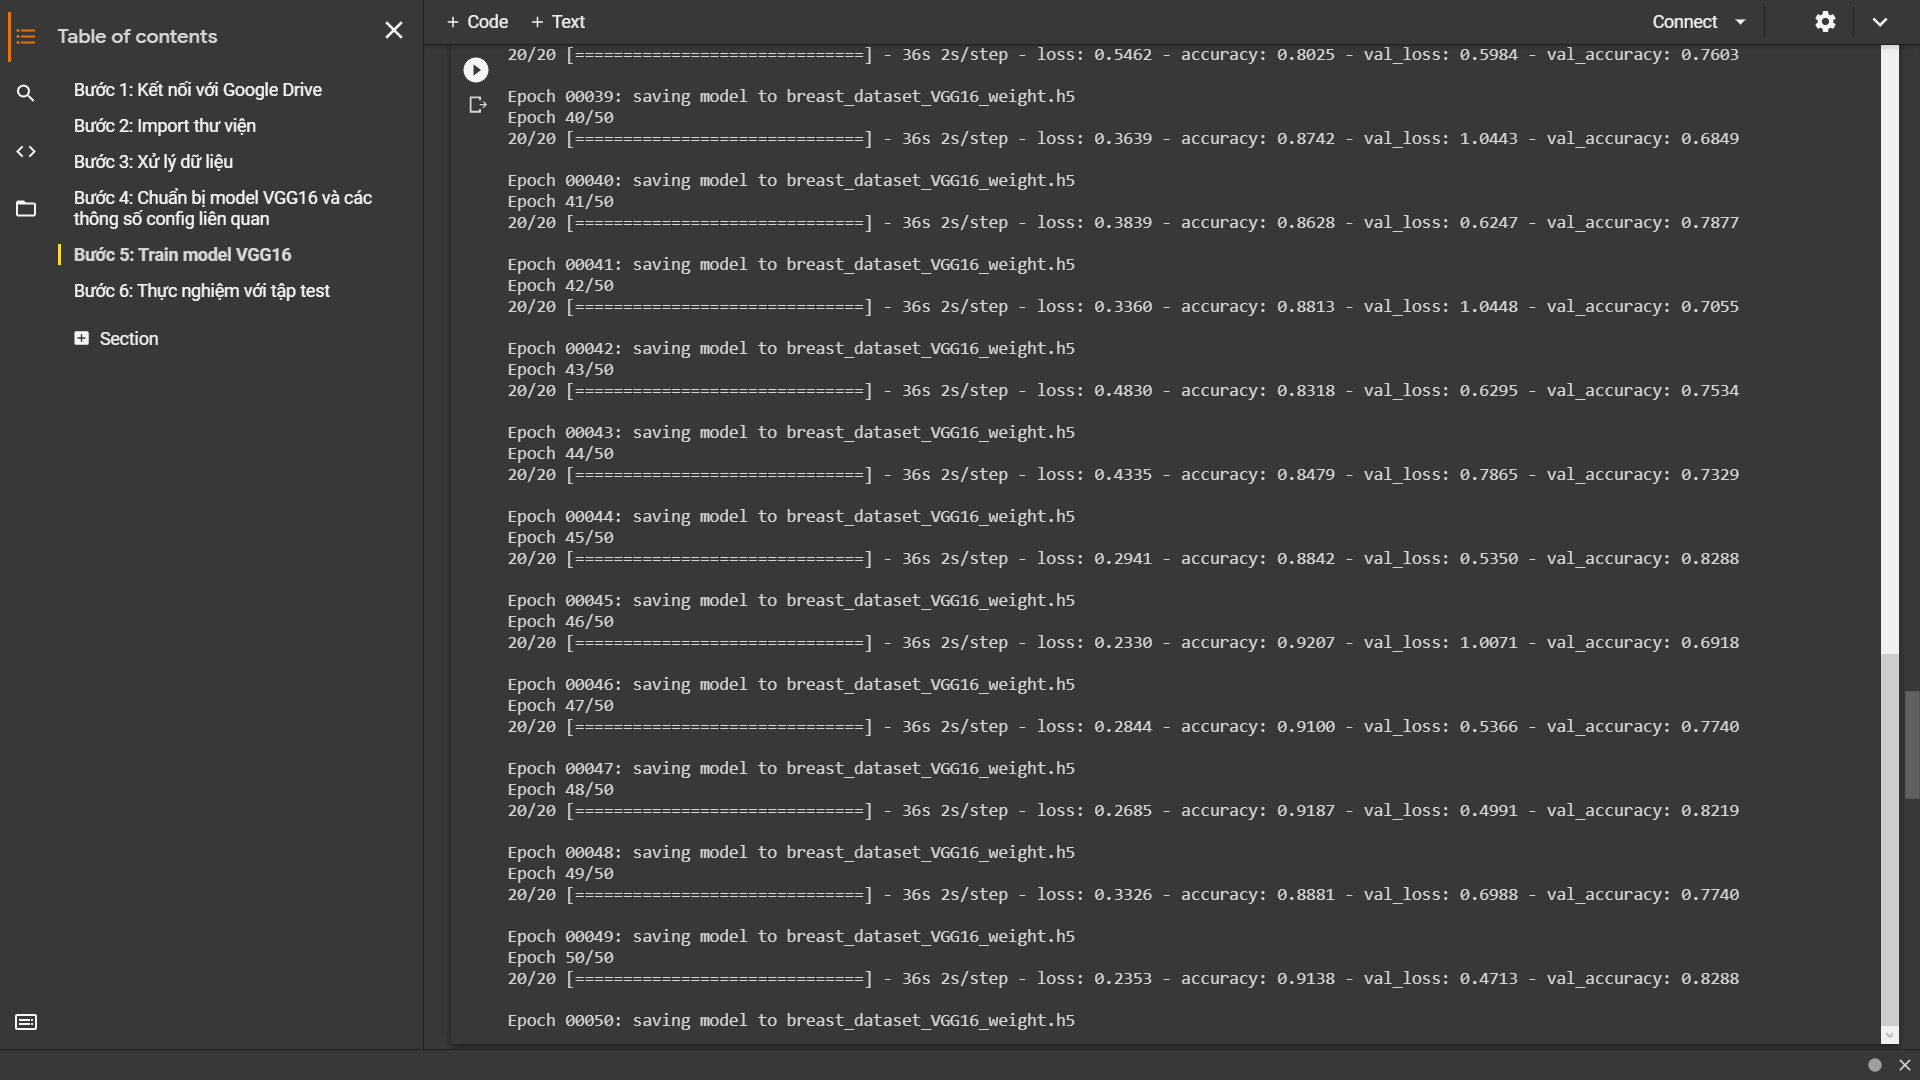 Table of contents
Bước 1: Kết nối với Google Drive
Bước 2: Import thư viện
Bước 3: Xử lý dữ liệu
Bước 4: Chuẩn bị model VGG16 và các
thông số config liên quan
Bước 5: Train model VGG16
Bước 6: Thực nghiệm với tập test
Section
+ Code + Text
Connect
20/20 [==============================] - 36s 2s/step - loss: 0.5462 - accuracy: 0.8025 - val_loss: 0.5984 - val_accuracy: 0.7603
Epoch 00039: saving model to breast_dataset_VGG16_weight.h5
Epoch 40/50
20/20 [==============================] - 36s 2s/step - loss: 0.3639 - accuracy: 0.8742 - val_loss: 1.0443 - val_accuracy: 0.6849
Epoch 00040: saving model to breast_dataset_VGG16_weight.h5
Epoch 41/50
20/20 [==============================] - 36s 2s/step - loss: 0.3839 - accuracy: 0.8628 - val_loss: 0.6247 - val_accuracy: 0.7877
Epoch 00041: saving model to breast_dataset_VGG16_weight.h5
Epoch 42/50
20/20 [==============================] - 36s 2s/step - loss: 0.3360 - accuracy: 0.8813 - val_loss: 1.0448 - val_accuracy: 0.7055
Epoch 00042: saving model to breast_dataset_VGG16_weight.h5
Epoch 43/50
20/20 [==============================] - 36s 2s/step - loss: 0.4830 - accuracy: 0.8318 - val_loss: 0.6295 - val_accuracy: 0.7534
Epoch 00043: saving model to breast_dataset_VGG16_weight.h5
Epoch 44/50
20/20 [==============================] - 36s 2s/step - loss: 0.4335 - accuracy: 0.8479 - val_loss: 0.7865 - val_accuracy: 0.7329
Epoch 00044: saving model to breast_dataset_VGG16_weight.h5
Epoch 45/50
20/20 [==============================] - 36s 2s/step - loss: 0.2941 - accuracy: 0.8842 - val_loss: 0.5350 - val_accuracy: 0.8288
Epoch 00045: saving model to breast_dataset_VGG16_weight.h5
Epoch 46/50
20/20 [==============================] - 36s 2s/step - loss: 0.2330 - accuracy: 0.9207 - val_loss: 1.0071 - val_accuracy: 0.6918
Epoch 00046: saving model to breast_dataset_VGG16_weight.h5
Epoch 47/50
20/20 [==============================] - 36s 2s/step - loss: 0.2844 - accuracy: 0.9100 - val_loss: 0.5366 - val_accuracy: 0.7740
Epoch 00047: saving model to breast_dataset_VGG16_weight.h5
Epoch 48/50
20/20 [==============================] - 36s 2s/step - loss: 0.2685 - accuracy: 0.9187 - val_loss: 0.4991 - val_accuracy: 0.8219
Epoch 00048: saving model to breast_dataset_VGG16_weight.h5
Epoch 49/50
20/20 [==============================] - 36s 2s/step - loss: 0.3326 - accuracy: 0.8881 - val_loss: 0.6988 - val_accuracy: 0.7740
Epoch 00049: saving model to breast_dataset_VGG16_weight.h5
Epoch 50/50
20/20 [==============================] - 36s 2s/step - loss: 0.2353 - accuracy: 0.9138 - val_loss: 0.4713 - val_accuracy: 0.8288
Epoch 00050: saving model to breast_dataset_VGG16_weight.h5